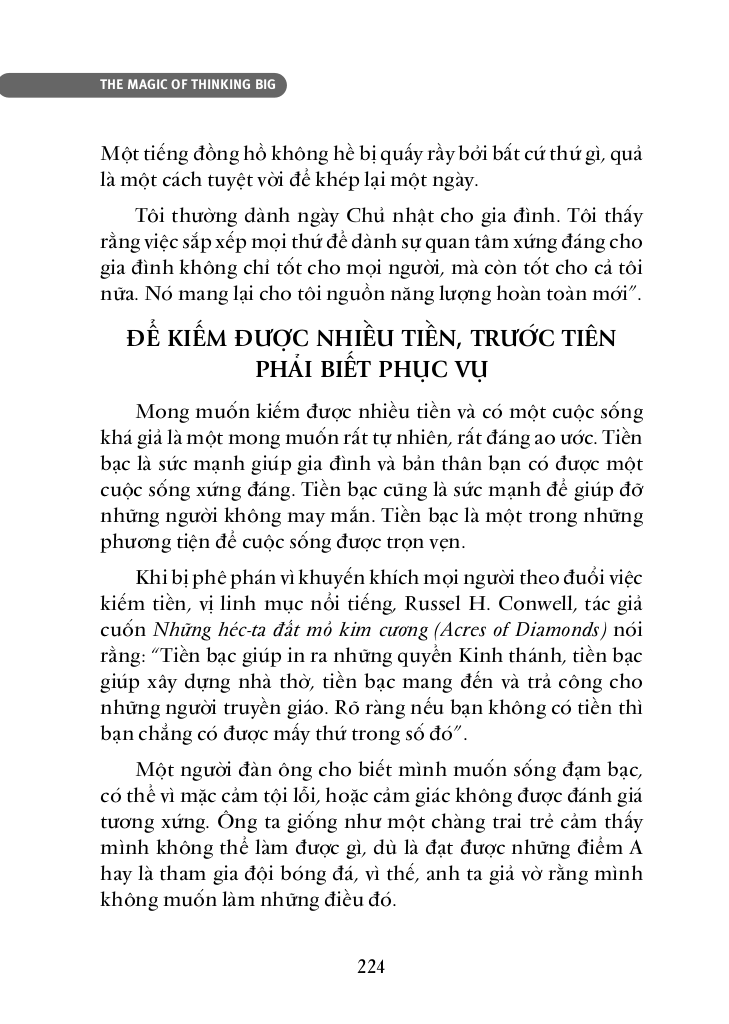 THE MAGIC OF THINKING BIG
Một tiếng đồng hồ không hề bị quấy rầy bởi bất cứ thứ gì, quả
là một cách tuyệt vời để khép lại một ngày.
Tôi thường dành ngày Chủ nhật cho gia đình. Tôi thấy
rằng việc sắp xếp mọi thứ để dành sự quan tâm xứng đáng cho
gia đình không chỉ tốt cho mọi người, mà còn tốt cho cả tôi
nữa. Nó mang lại cho tôi nguồn năng lượng hoàn toàn mới”.
ĐỂ KIẾM ĐƯỢC NHIỀU TIỀN, TRƯỚC TIÊN
PHẢI BIẾT PHỤC VỤ
Mong muốn kiếm được nhiều tiền và có một cuộc sống
khá giả là một mong muốn rất tự nhiên, rất đáng ao ước. Tiền
bạc là sức mạnh giúp gia đình và bản thân bạn có được một
cuộc sống xứng đáng. Tiền bạc cũng là sức mạnh để giúp đỡ
những người không may mắn. Tiền bạc là một trong những
phương tiện để cuộc sống được trọn vẹn.
Khi bị phê phán vì khuyến khích mọi người theo đuổi việc
kiếm tiền, vị linh mục nổi tiếng, Russel H. Conwell, tác giả
cuốn Những héc-ta đất mỏ kim cương (Acres of Diamonds) nói
rằng: “Tiền bạc giúp in ra những quyển Kinh thánh, tiền bạc
giúp xây dựng nhà thờ, tiền bạc mang đến và trả công cho
những người truyền giáo. Rõ ràng nếu bạn không có tiền thì
bạn chẳng có được mấy thứ trong số đó”.
Một người đàn ông cho biết mình muốn sống đạm bạc,
có thể vì mặc cảm tội lỗi, hoặc cảm giác không được đánh giá
tương xứng. Ông ta giống như một chàng trai trẻ cảm thấy
mình không thể làm được gì, dù là đạt được những điểm A
hay là tham gia đội bóng đá, vì thế, anh ta giả vờ rằng mình
không muốn làm những điều đó.
224